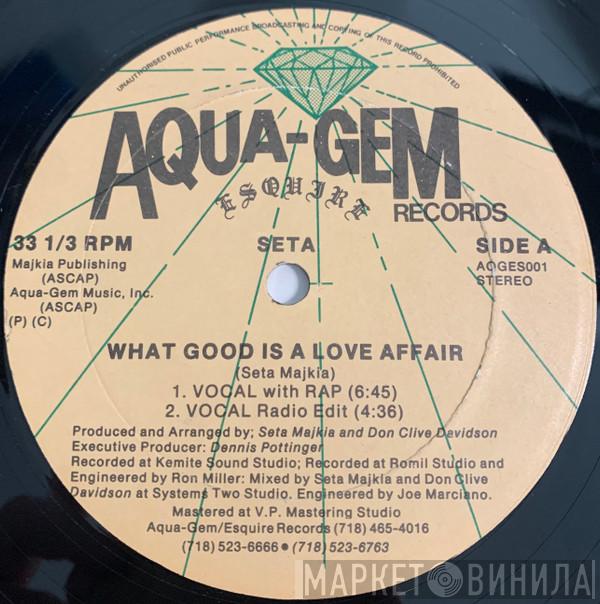 UNAUTHORISED PUBLIC PERFORMANCE BROADCASTING AND COPYING OF THIS RECORD PROHIBITED
AQUA-GEM
ESQUIRE
RECORDS
33 1/3 RPM
SETA
SIDE A
Majkia Publishing
(ASCAP)
Aqua-Gem Music, Inc.
(ASCAP)
(P) (C)
AQGES001
STEREO
WHAT GOOD IS A LOVE AFFAIR
(Seta Majkia)
1. VOCAL with RAP (6:45)
2. VOCAL Radio Edit (4:36)
Produced and Arranged by; Seta Majkia and Don Clive Davidson
Executive Producer: Dennis Pottinger
Recorded at Kemite Sound Studio; Recorded at Romil Studio and
Engineered by Ron Miller: Mixed by Seta Majkia and Don Clive
Davidson at Systems Two Studio. Engineered by Joe Marciano.
Mastered at V.P. Mastering Studio
Aqua-Gem/Esquire Records (718) 465-4016
(718) 523-6666 • (718) 523-6763
МАРКЕТ ВИНИЛА